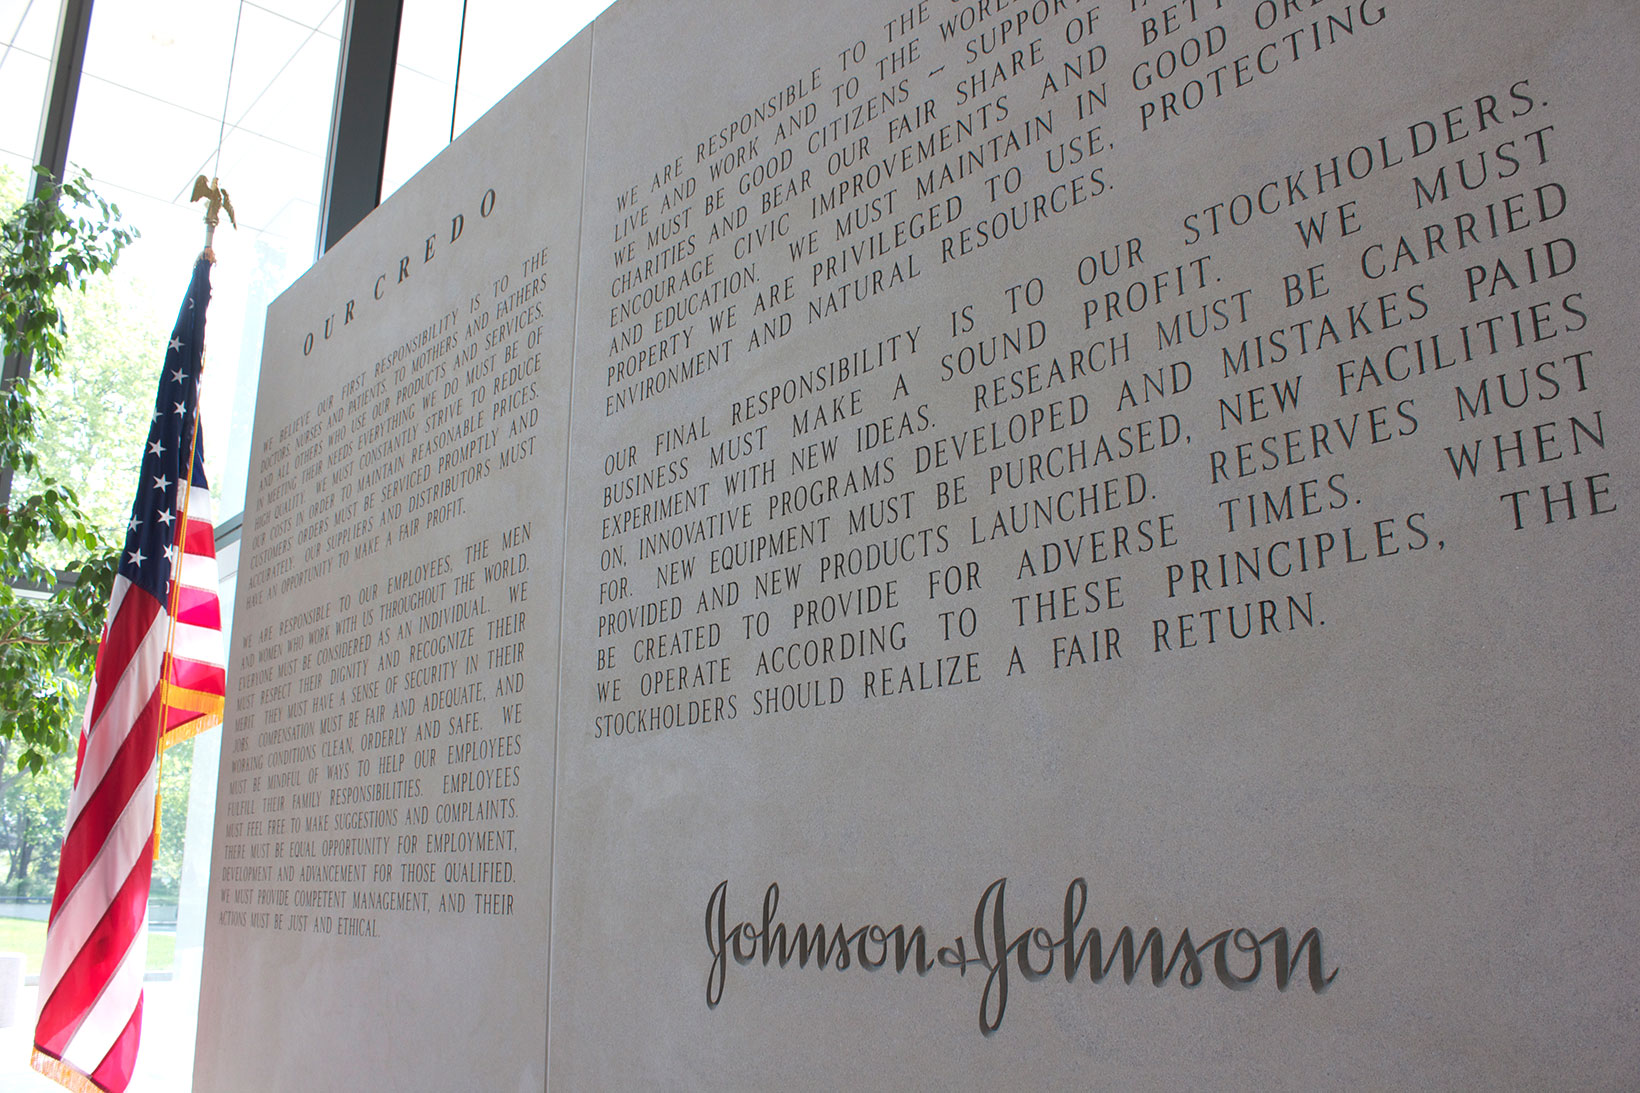 OUR CREDO
WE BELIEVE OUR FIRST RESPONSIBILITY IS TO THE
DOCTORS, NURSES AND PATIENTS, TO MOTHERS AND FATHERS
AND ALL OTHERS WHO USE OUR PRODUCTS AND SERVICES.
IN MEETING THEIR NEEDS EVERYTHING WE DO MUST BE OF
HIGH QUALITY. WE MUST CONSTANTLY STRIVE TO REDUCE
OUR COSTS IN ORDER TO MAINTAIN REASONABLE PRICES.
CUSTOMERS ORDERS MUST BE SERVICED PROMPTLY AND
ACCURATELY. OUR SUPPLIERS AND DISTRIBUTORS MUST
HAVE AN OPPORTUNITY TO MAKE A FAIR PROFIT.
WE ARE RESPONSIBLE TO OUR EMPLOYEES, THE MEN
AND WOMEN WHO WORK WITH US THROUGHOUT THE WORLD.
EVERYONE MUST BE CONSIDERED AS AN INDIVIDUAL. WE
MUST RESPECT THEIR DIGNITY AND RECOGNIZE THEIR
MERIT. THEY MUST HAVE A SENSE OF SECURITY IN THEIR
JOBS. COMPENSATION MUST BE FAIR AND ADEQUATE, AND
WORKING CONDITIONS CLEAN, ORDERLY AND SAFE. WE
MUST BE MINDFUL OF WAYS TO HELP OUR EMPLOYEES
FULFILL THEIR FAMILY RESPONSIBILITIES. EMPLOYEES
MUST FEEL FREE TO MAKE SUGGESTIONS AND COMPLAINTS.
THERE MUST BE EQUAL OPPORTUNITY FOR EMPLOYMENT,
DEVELOPMENT AND ADVANCEMENT FOR THOSE QUALIFIED.
WE MUST PROVIDE COMPETENT MANAGEMENT, AND THEIR
ACTIONS MUST BE JUST AND ETHICAL.
WE ARE RESPONSIBLE TO THE
LIVE AND WORK AND TO THE WORLD
WE MUST BE GOOD CITIZENS – SUPPORT
CHARITIES AND BEAR OUR FAIR SHARE OF
ENCOURAGE CIVIC IMPROVEMENTS AND
AND EDUCATION. WE MUST MAINTAIN IN GOOD
PROPERTY WE ARE PRIVILEGED TO USE, PROTECTING
ENVIRONMENT AND NATURAL RESOURCES.
OUR FINAL RESPONSIBILITY IS TO OUR STOCKHOLDERS.
BUSINESS MUST MAKE A SOUND PROFIT. WE MUST
EXPERIMENT WITH NEW IDEAS. RESEARCH MUST BE CARRIED
ON, INNOVATIVE PROGRAMS DEVELOPED AND MISTAKES PAID
FOR. NEW EQUIPMENT MUST BE PURCHASED, NEW FACILITIES
PROVIDED AND NEW PRODUCTS LAUNCHED. RESERVES MUST
BE CREATED TO PROVIDE FOR ADVERSE TIMES. WHEN
WE OPERATE ACCORDING TO THESE PRINCIPLES, THE
STOCKHOLDERS SHOULD REALIZE A FAIR RETURN.
Johnson & Johnson